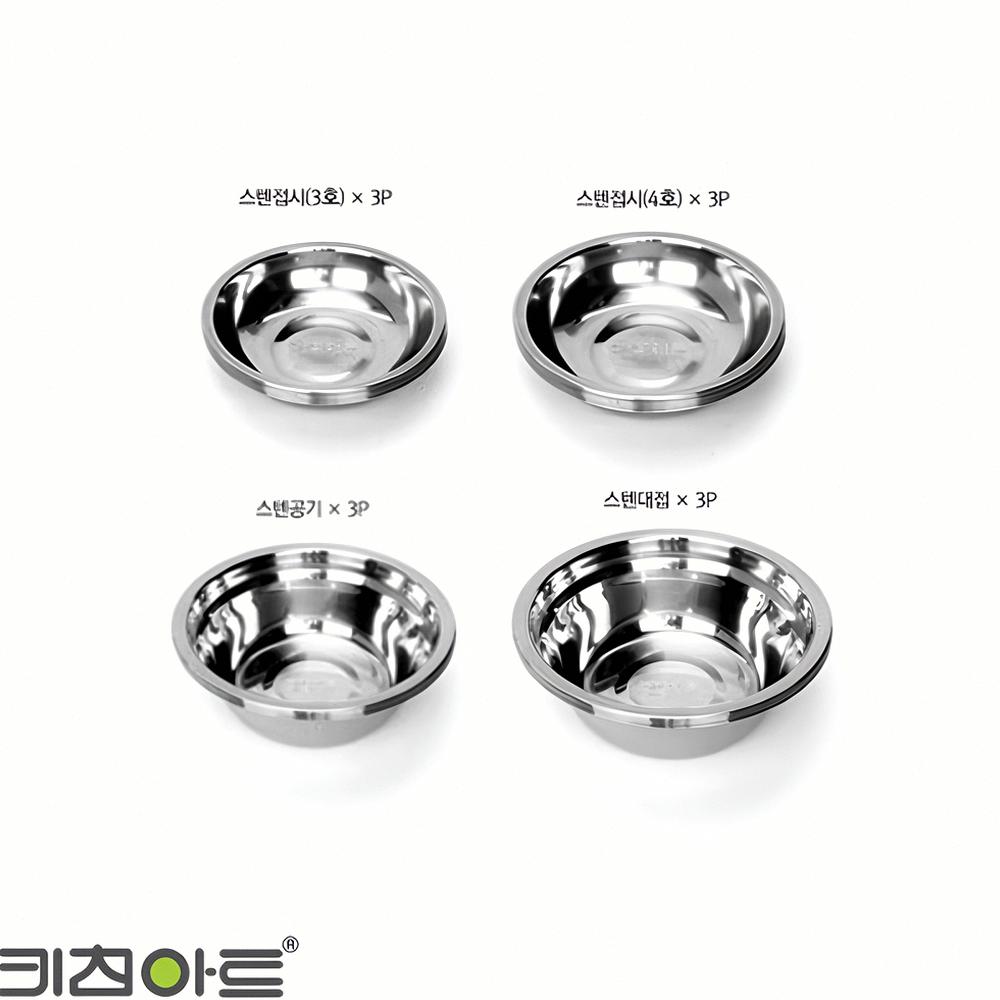 스텐접시(3호) × 3P
스텐접시(4호) × 3P
스텐공기 × 3P
스텐대접 × 3P
키친아트®